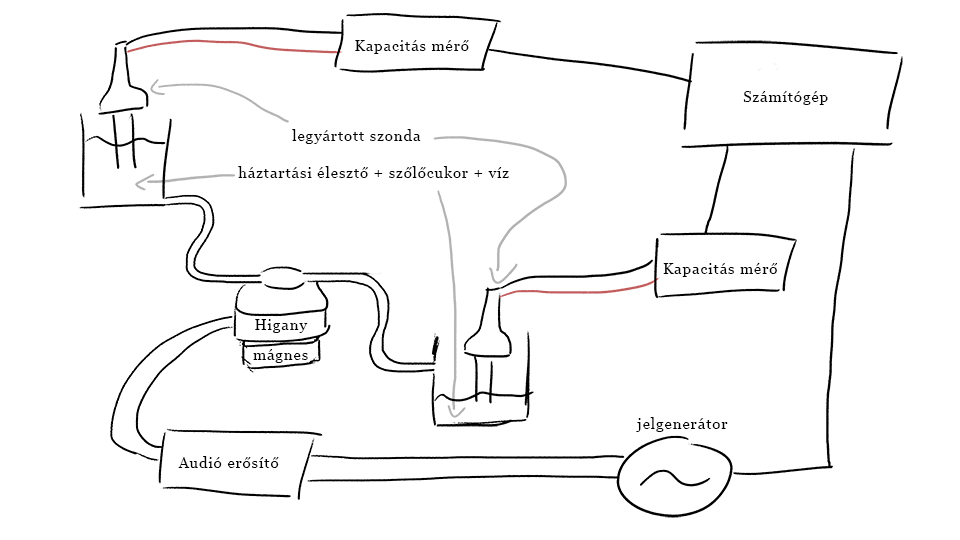 Kapacitás mérő
Számítógép
legyártott szonda
háztartási élesztő + szőlőcukor + víz
Kapacitás mérő
Higany
mágnes
jelgenerátor
Audió erősítő